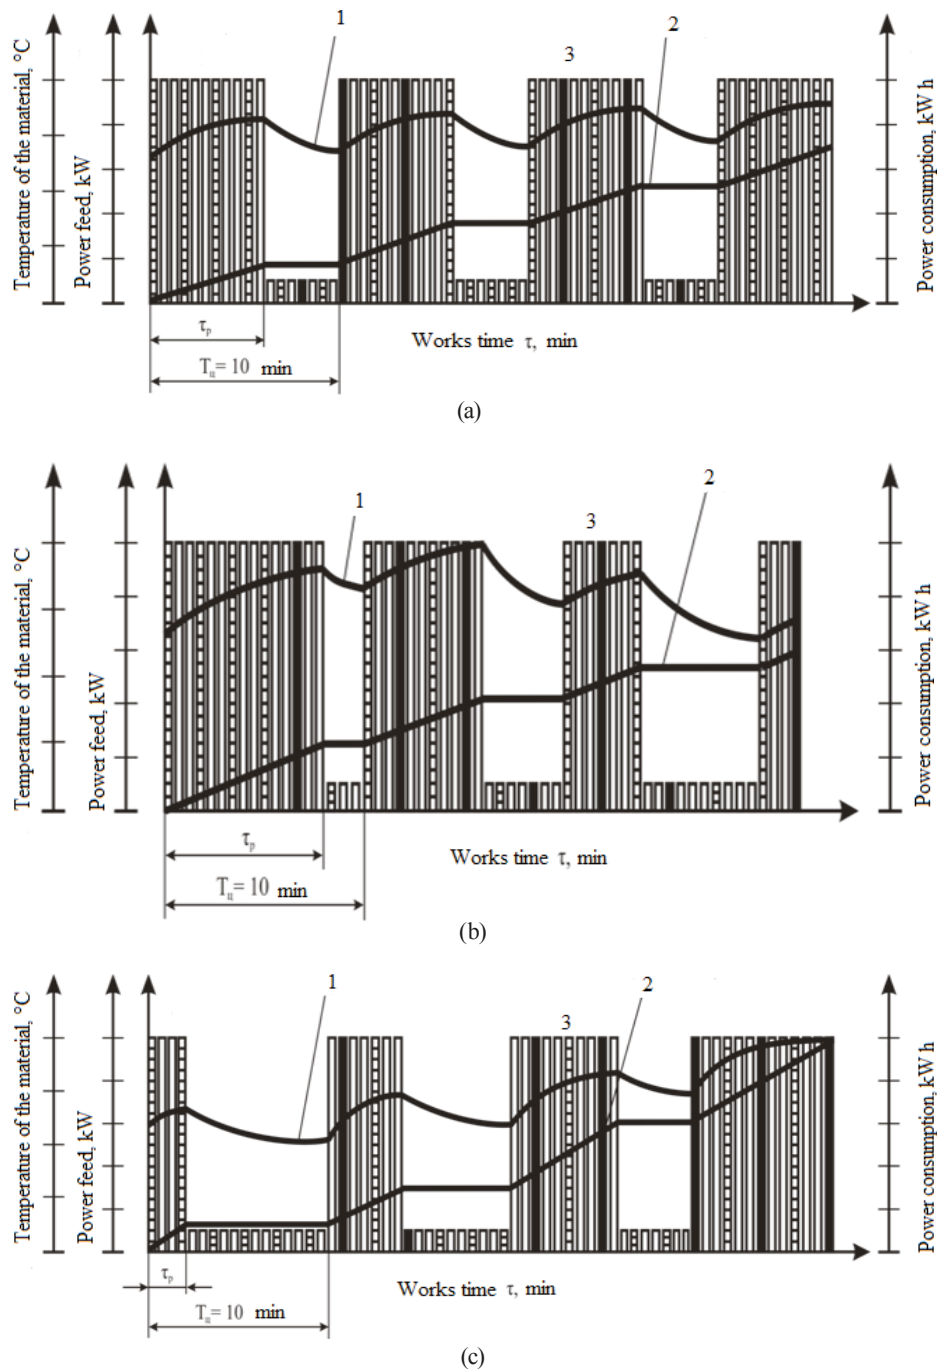 Temperature of the material, °C
Power feed, kW
1
3
2
Power consumption, kW h
τp
Works time τ, min
Tц= 10 min
(a)
Temperature of the material, °C
Power feed, kW
1
3
2
Power consumption, kW h
τp
Works time τ, min
Tц= 10 min
(b)
Temperature of the material, °C
Power feed, kW
1
3
2
Power consumption, kW h
τp
Works time τ, min
Tц= 10 min
(c)